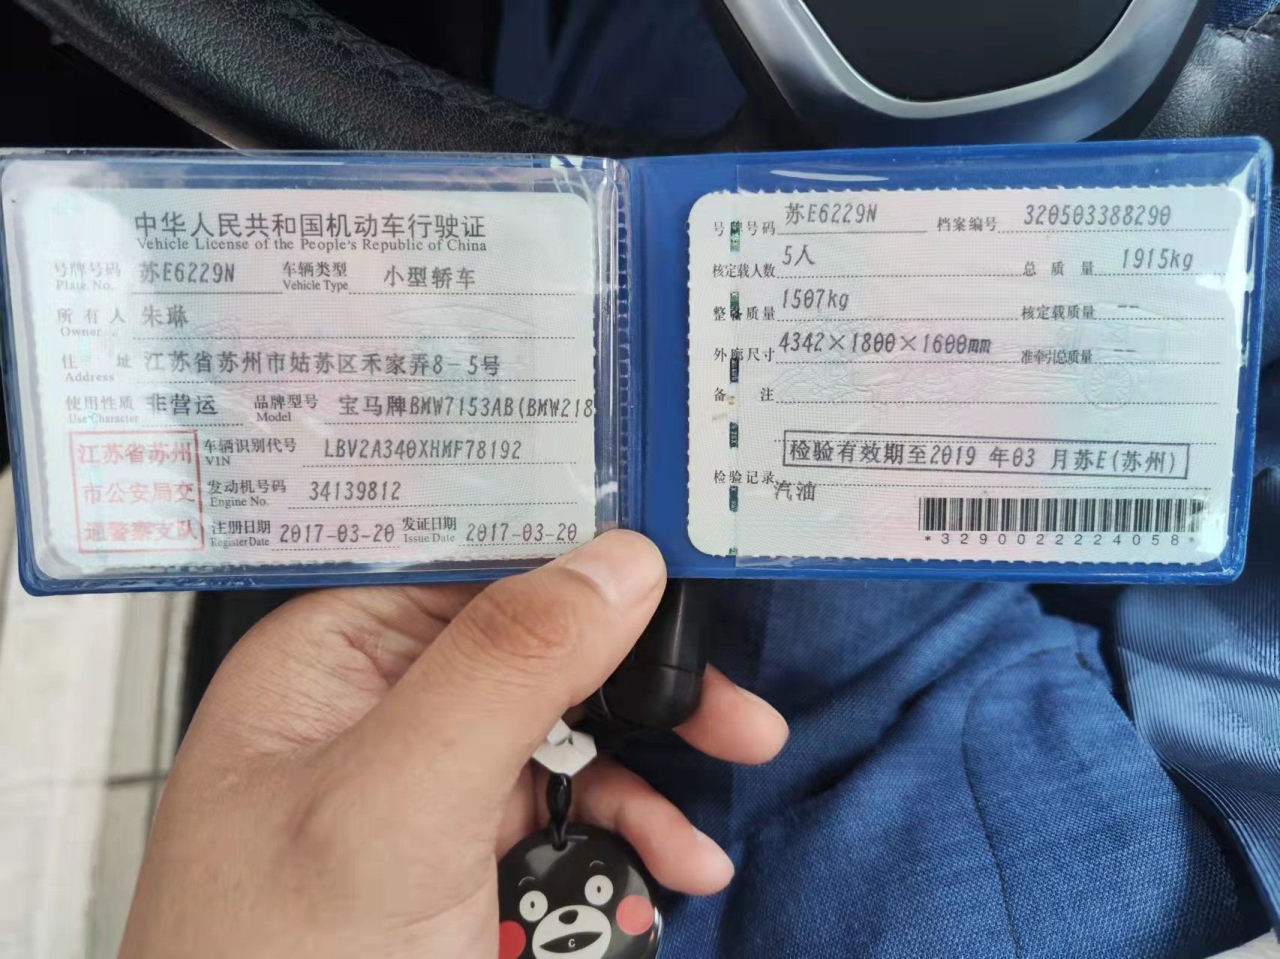 中华人民共和国机动车行驶证
Vehicle License of the People's Republic of China
号牌号码 苏E6229N 车辆类型 小型轿车
Plate No. Vehicle Type
所有人 朱琳
Owner
住址 江苏省苏州市姑苏区禾家弄8-5号
Address
使用性质 非营运 品牌型号 宝马牌BMW7153AB(BMW218
Use Character Model
江苏省苏州
市公安局交
通警察支队
车辆识别代号 LBV2A340XHMF78192
VIN
发动机号码 34139812
Engine No.
注册日期 2017-03-20 发证日期 2017-03-20
Register Date Issue Date
号牌号码 苏E6229N 档案编号 320503388290
核定载人数 5人 总质量 1915kg
整备质量 1507kg 核定载质量 --
外廓尺寸 4342×1800×1600mm 准牵引总质量 --
备注
检验有效期至2019 年03 月苏E(苏州)
检验记录
汽油
*3290022224058*
C